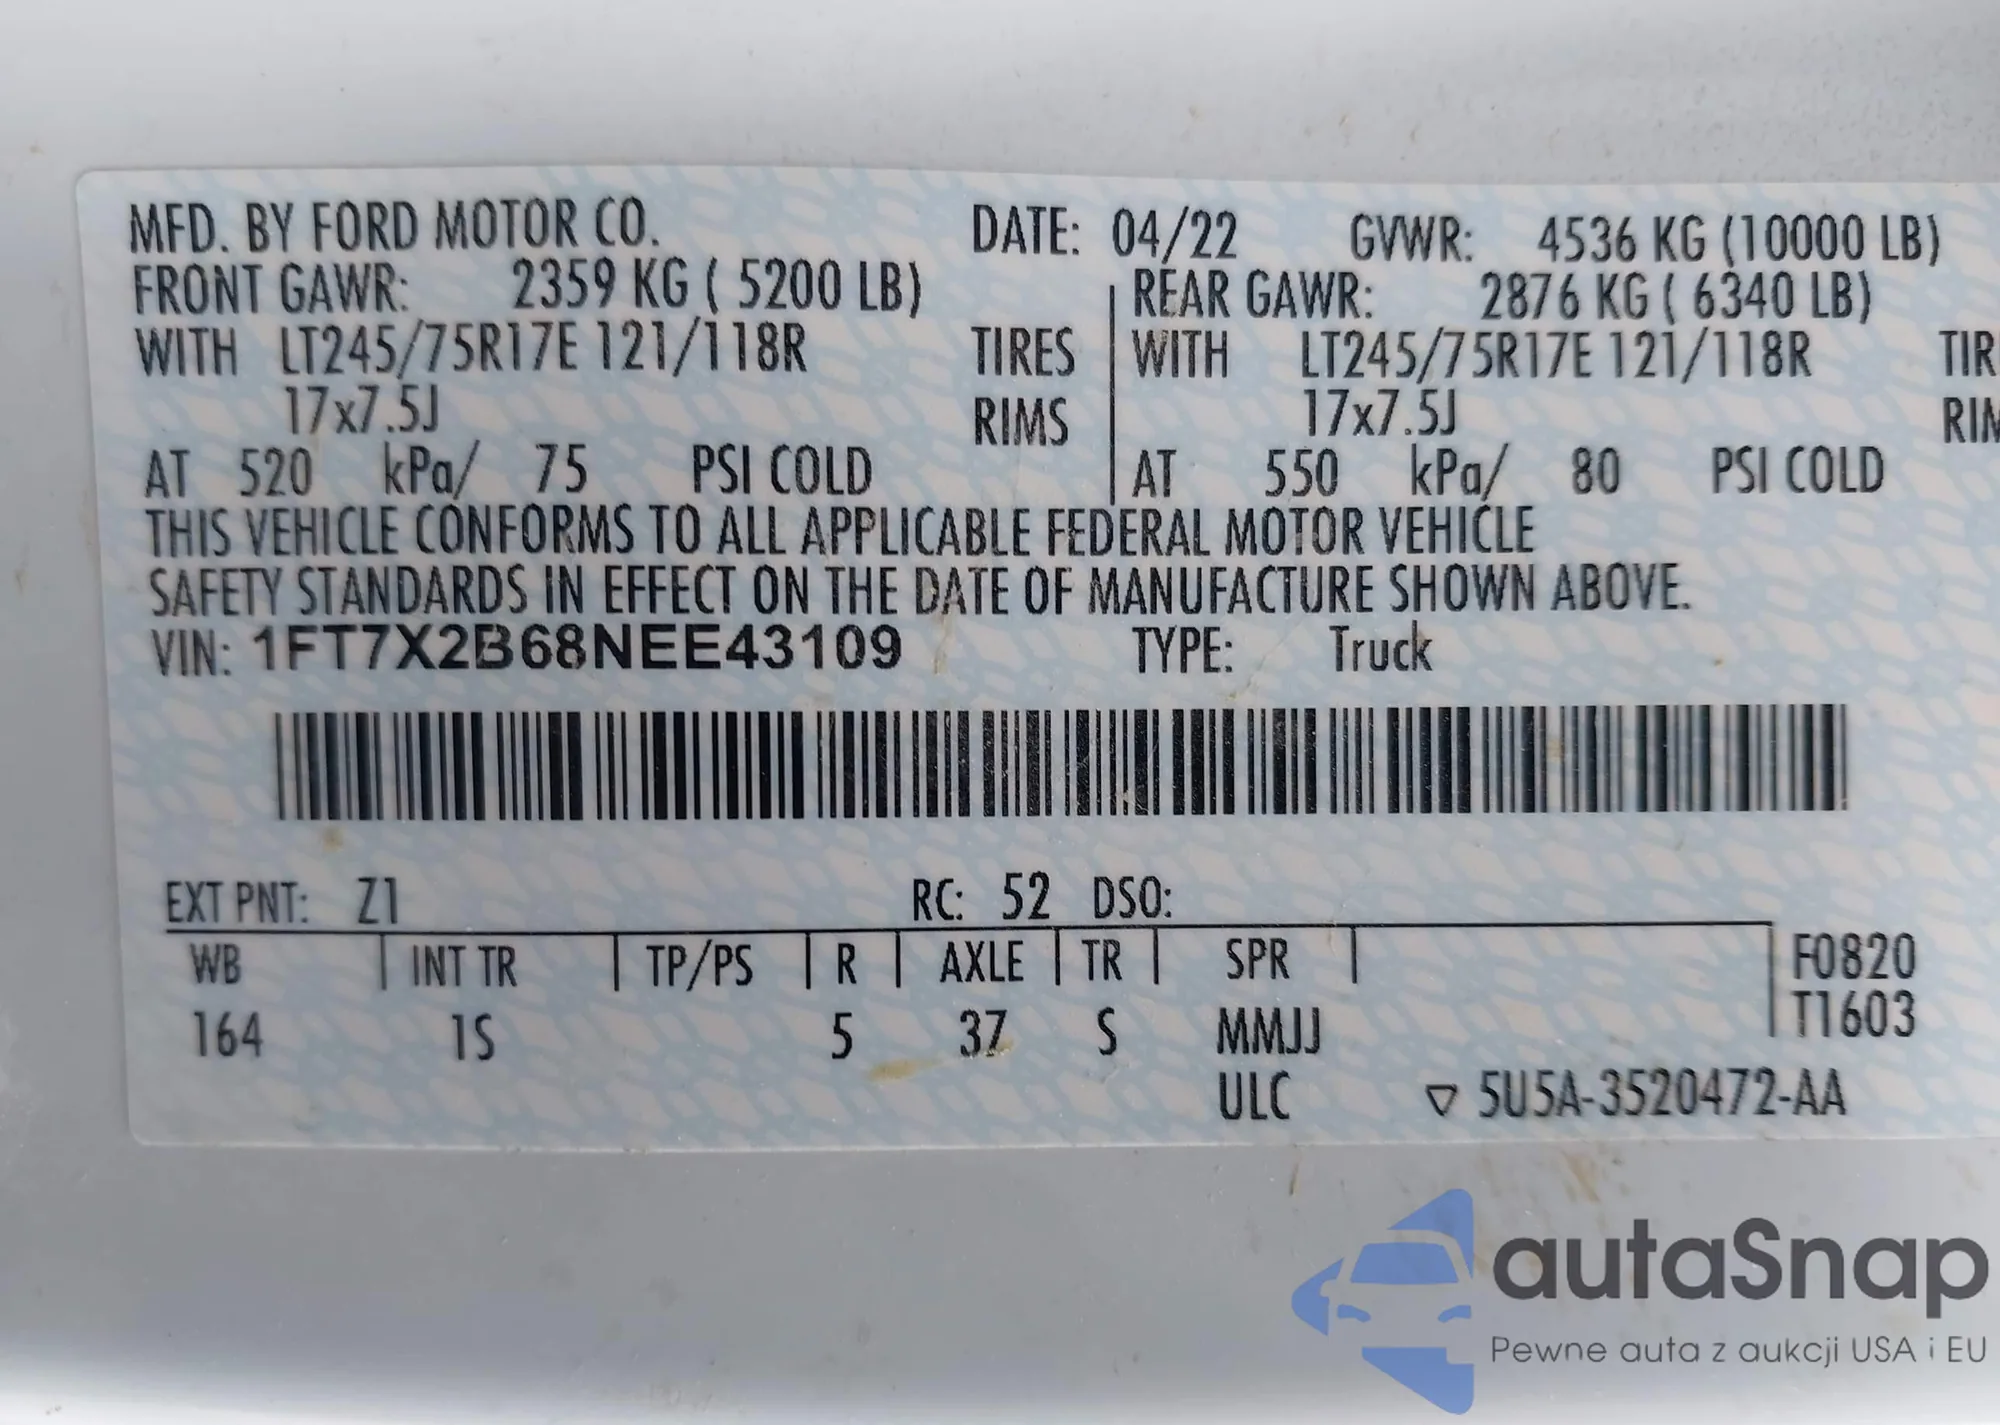 MFD. BY FORD MOTOR CO. DATE: 04/22 GVWR: 4536 KG (10000 LB)
FRONT GAWR: 2359 KG ( 5200 LB) REAR GAWR: 2876 KG ( 6340 LB)
WITH LT245/75R17E 121/118R TIRES WITH LT245/75R17E 121/118R TIR
17x7.5J RIMS 17x7.5J RIM
AT 520 kPa/ 75 PSI COLD AT 550 kPa/ 80 PSI COLD
THIS VEHICLE CONFORMS TO ALL APPLICABLE FEDERAL MOTOR VEHICLE
SAFETY STANDARDS IN EFFECT ON THE DATE OF MANUFACTURE SHOWN ABOVE.
VIN: 1FT7X2B68NEE43109 TYPE: Truck
EXT PNT: Z1 RC: 52 DSO:
WB INT TR TP/PS R AXLE TR SPR F0820
164 1S 5 37 S MMJJ T1603
ULC ▽ 5U5A-3520472-AA
autaSnap
Pewne auta z aukcji USA i EU